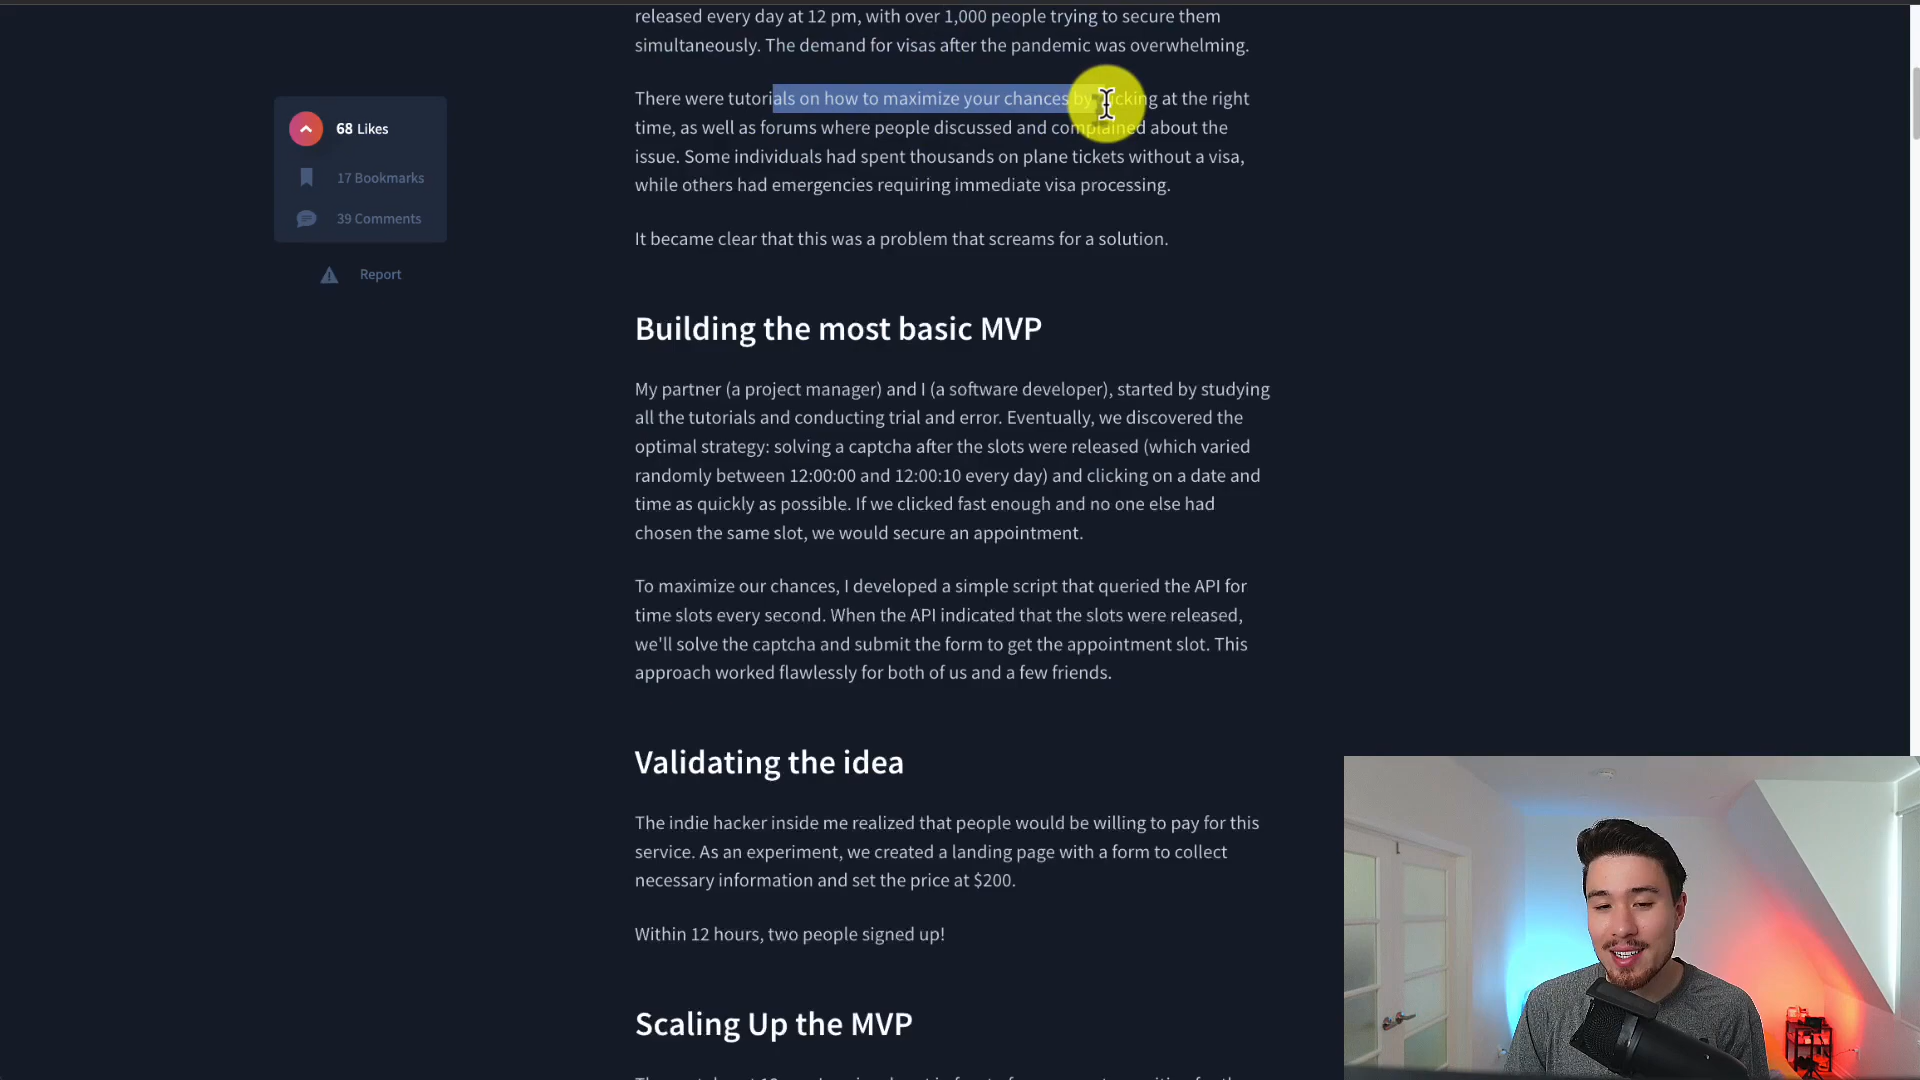 released every day at 12 pm, with over 1,000 people trying to secure them
simultaneously. The demand for visas after the pandemic was overwhelming.
There were tutorials on how to maximize your chances by clicking at the right
time, as well as forums where people discussed and complained about the
issue. Some individuals had spent thousands on plane tickets without a visa,
while others had emergencies requiring immediate visa processing.
It became clear that this was a problem that screams for a solution.
68 Likes
17 Bookmarks
39 Comments
Report
Building the most basic MVP
My partner (a project manager) and I (a software developer), started by studying
all the tutorials and conducting trial and error. Eventually, we discovered the
optimal strategy: solving a captcha after the slots were released (which varied
randomly between 12:00:00 and 12:00:10 every day) and clicking on a date and
time as quickly as possible. If we clicked fast enough and no one else had
chosen the same slot, we would secure an appointment.
To maximize our chances, I developed a simple script that queried the API for
time slots every second. When the API indicated that the slots were released,
we'll solve the captcha and submit the form to get the appointment slot. This
approach worked flawlessly for both of us and a few friends.
Validating the idea
The indie hacker inside me realized that people would be willing to pay for this
service. As an experiment, we created a landing page with a form to collect
necessary information and set the price at $200.
Within 12 hours, two people signed up!
Scaling Up the MVP